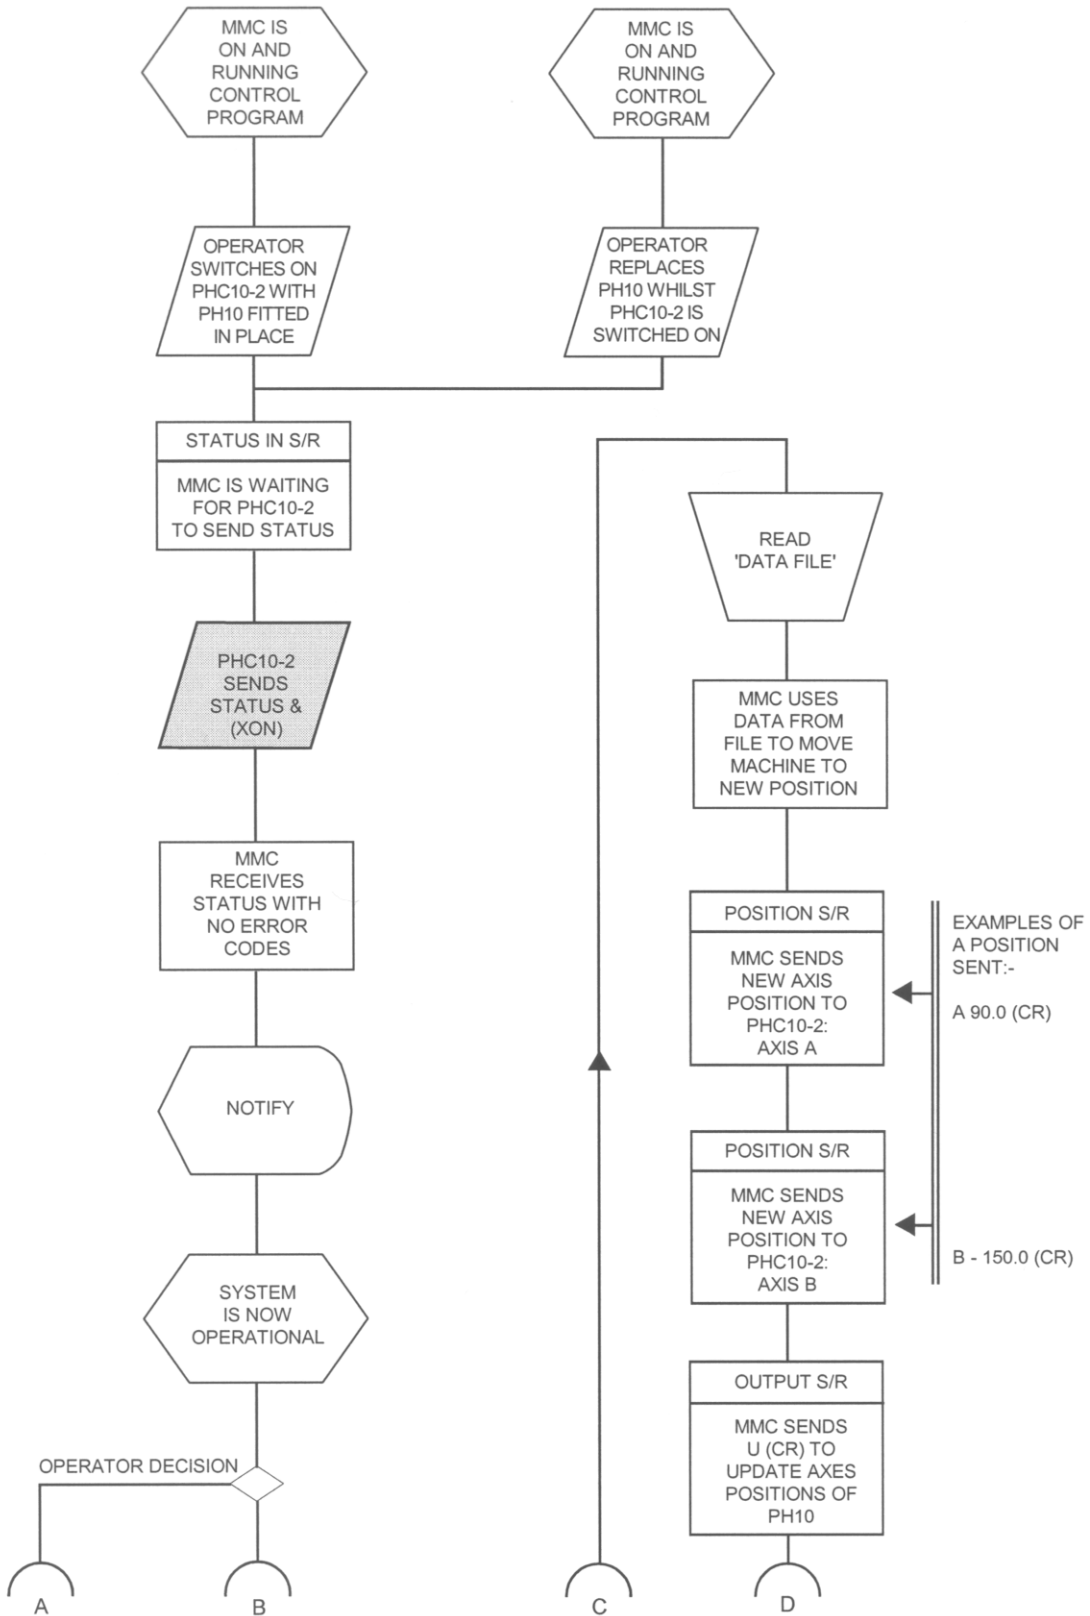 MMC IS
ON AND
RUNNING
CONTROL
PROGRAM
MMC IS
ON AND
RUNNING
CONTROL
PROGRAM
OPERATOR
SWITCHES ON
PHC10-2 WITH
PH10 FITTED
IN PLACE
OPERATOR
REPLACES
PH10 WHILST
PHC10-2 IS
SWITCHED ON
STATUS IN S/R
MMC IS WAITING
FOR PHC10-2
TO SEND STATUS
PHC10-2
SENDS
STATUS &
(XON)
MMC
RECEIVES
STATUS WITH
NO ERROR
CODES
NOTIFY
SYSTEM
IS NOW
OPERATIONAL
OPERATOR DECISION
A
B
READ
'DATA FILE'
MMC USES
DATA FROM
FILE TO MOVE
MACHINE TO
NEW POSITION
POSITION S/R
MMC SENDS
NEW AXIS
POSITION TO
PHC10-2:
AXIS A
EXAMPLES OF
A POSITION
SENT:-
A 90.0 (CR)
POSITION S/R
MMC SENDS
NEW AXIS
POSITION TO
PHC10-2:
AXIS B
B - 150.0 (CR)
OUTPUT S/R
MMC SENDS
U (CR) TO
UPDATE AXES
POSITIONS OF
PH10
C
D